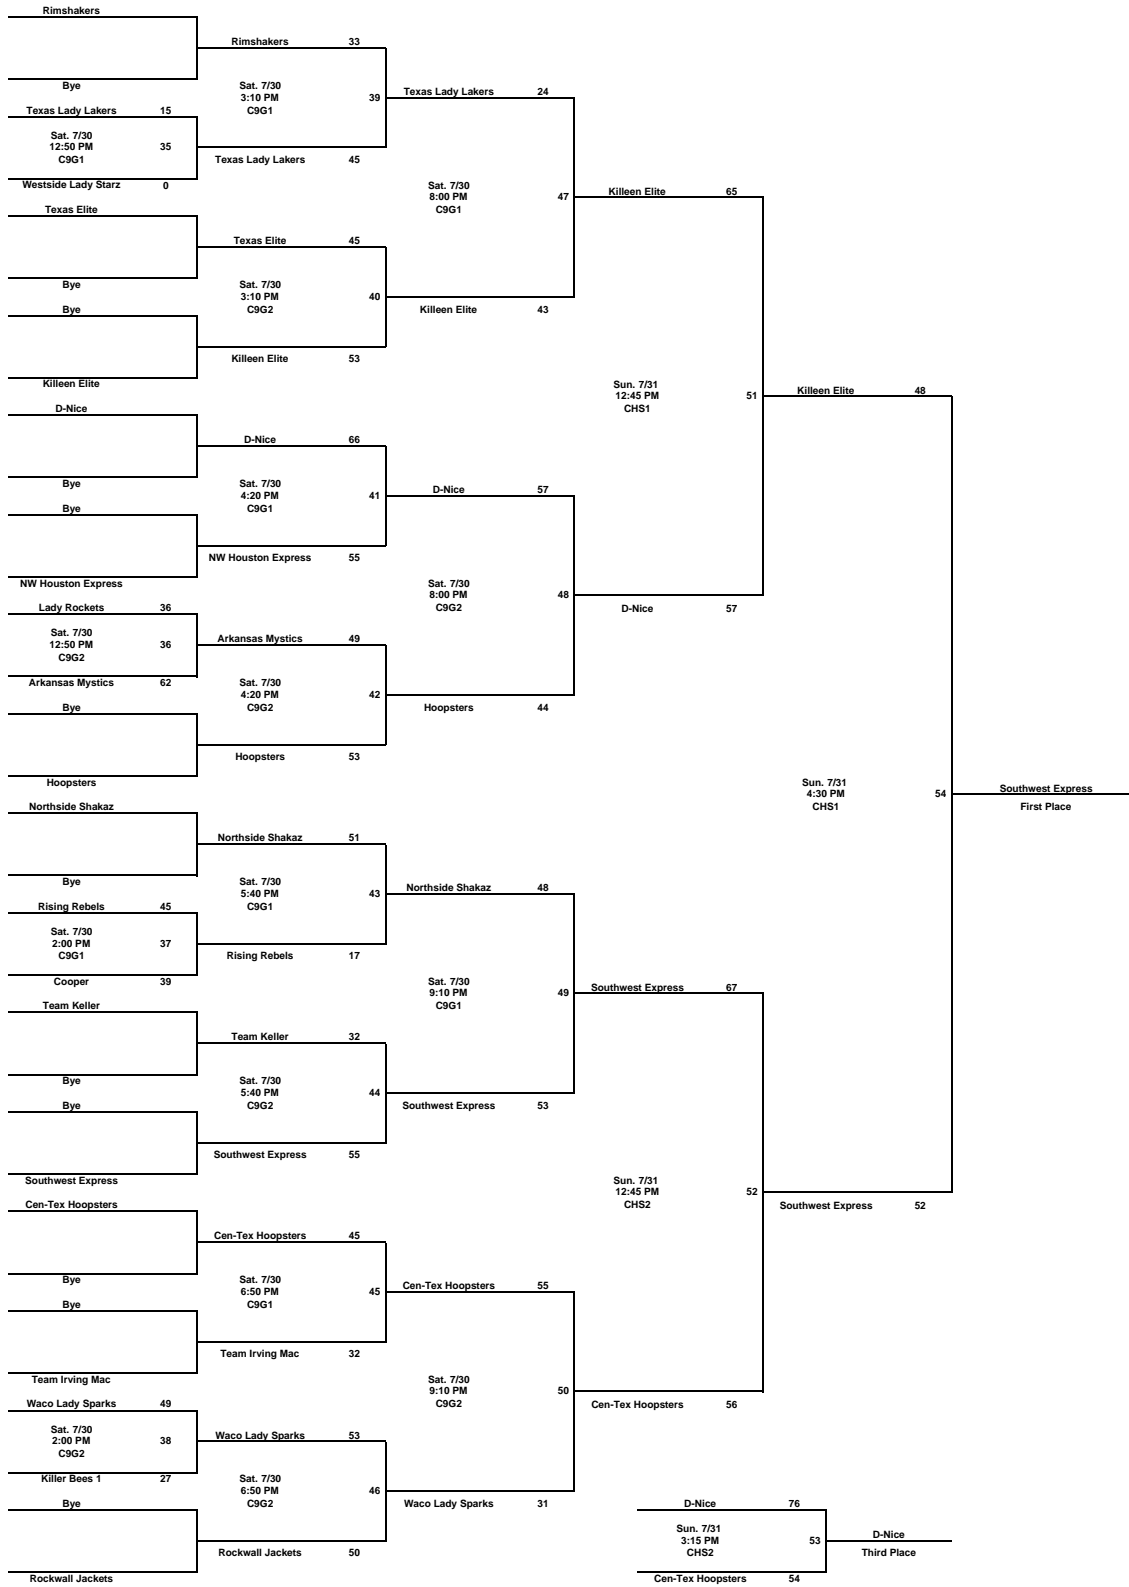 Rimshakers
Rimshakers 33
Sat. 7/30
3:10 PM
C9G1
39
Bye
Texas Lady Lakers 24
Texas Lady Lakers 15
Sat. 7/30
12:50 PM
C9G1
35
Texas Lady Lakers 45
Westside Lady Starz 0
Sat. 7/30
8:00 PM
C9G1
47
Killeen Elite 65
Texas Elite
Texas Elite 45
Bye
Sat. 7/30
3:10 PM
C9G2
40
Bye
Killeen Elite 43
Killeen Elite 53
Killeen Elite
Sun. 7/31
12:45 PM
CHS1
51
Killeen Elite 48
D-Nice
D-Nice 66
Bye
Sat. 7/30
4:20 PM
C9G1
41
D-Nice 57
Bye
NW Houston Express 55
NW Houston Express
Sat. 7/30
8:00 PM
C9G2
48
D-Nice 57
Lady Rockets 36
Sat. 7/30
12:50 PM
C9G2
36
Arkansas Mystics 49
Arkansas Mystics 62
Sat. 7/30
4:20 PM
C9G2
42
Bye
Hoopsters 44
Hoopsters 53
Hoopsters
Sun. 7/31
4:30 PM
CHS1
54
Southwest Express
First Place
Northside Shakaz
Northside Shakaz 51
Bye
Sat. 7/30
5:40 PM
C9G1
43
Northside Shakaz 48
Rising Rebels 45
Sat. 7/30
2:00 PM
C9G1
37
Rising Rebels 17
Cooper 39
Sat. 7/30
9:10 PM
C9G1
49
Southwest Express 67
Team Keller
Team Keller 32
Bye
Sat. 7/30
5:40 PM
C9G2
44
Bye
Southwest Express 53
Southwest Express 55
Southwest Express
Sun. 7/31
12:45 PM
CHS2
52
Southwest Express 52
Cen-Tex Hoopsters
Cen-Tex Hoopsters 45
Bye
Sat. 7/30
6:50 PM
C9G1
45
Cen-Tex Hoopsters 55
Bye
Team Irving Mac 32
Team Irving Mac
Sat. 7/30
9:10 PM
C9G2
50
Cen-Tex Hoopsters 56
Waco Lady Sparks 49
Sat. 7/30
2:00 PM
C9G2
38
Waco Lady Sparks 53
Killer Bees 1 27
Sat. 7/30
6:50 PM
C9G2
46
Bye
Waco Lady Sparks 31
Rockwall Jackets 50
Rockwall Jackets
D-Nice 76
Sun. 7/31
3:15 PM
CHS2
53
D-Nice
Third Place
Cen-Tex Hoopsters 54